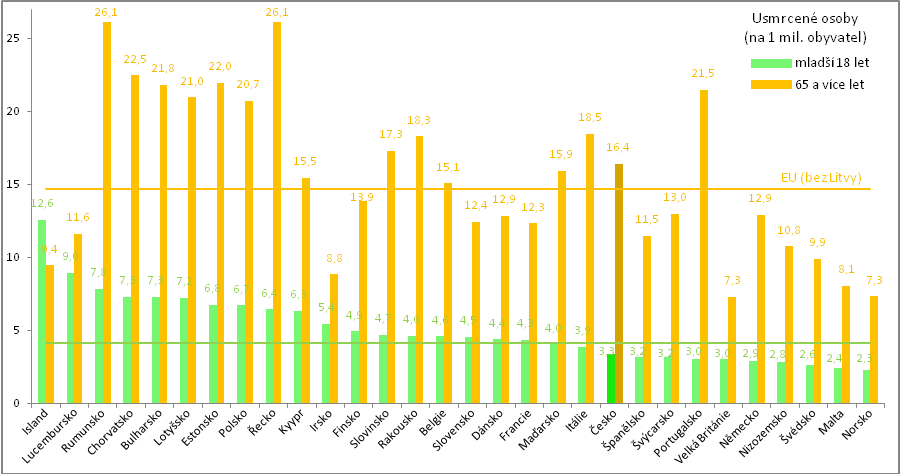 Usmrcené osoby
(na 1 mil. obyvatel)
mladší 18 let
65 a více let
EU (bez Litvy)
25
20
15
10
5
0
26,1
22,5
21,8
21,0
22,0
20,7
26,1
15,5
8,8
13,9
17,3
18,3
15,1
12,4
12,9
12,3
15,9
18,5
16,4
11,5
13,0
21,5
7,3
12,9
10,8
9,9
8,1
7,3
12,6
9,4
9,0
11,6
7,8
7,3
7,3
7,2
6,8
6,7
6,4
6,3
5,4
4,9
4,7
4,6
4,6
4,5
4,4
4,3
4,0
3,9
3,3
3,2
3,2
3,0
3,0
2,9
2,8
2,6
2,4
2,3
Island
Lucembursko
Rumunsko
Chorvatsko
Bulharsko
Lotyšsko
Estonsko
Polsko
Řecko
Kypr
Irsko
Finsko
Slovinsko
Rakousko
Belgie
Slovensko
Dánsko
Francie
Maďarsko
Itálie
Česko
Španělsko
Švýcarsko
Portugalsko
Velká Británie
Německo
Nizozemsko
Švédsko
Malta
Norsko